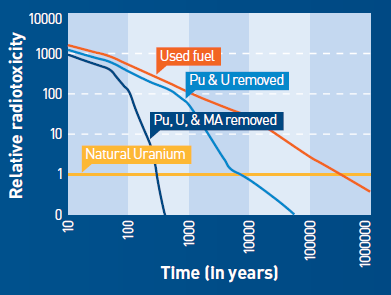 Relative radiotoxicity
10000
1000
100
10
1
0
Used fuel
Pu & U removed
Pu, U, & MA removed
Natural Uranium
10
100
1000
10000
100000
1000000
Time (in years)